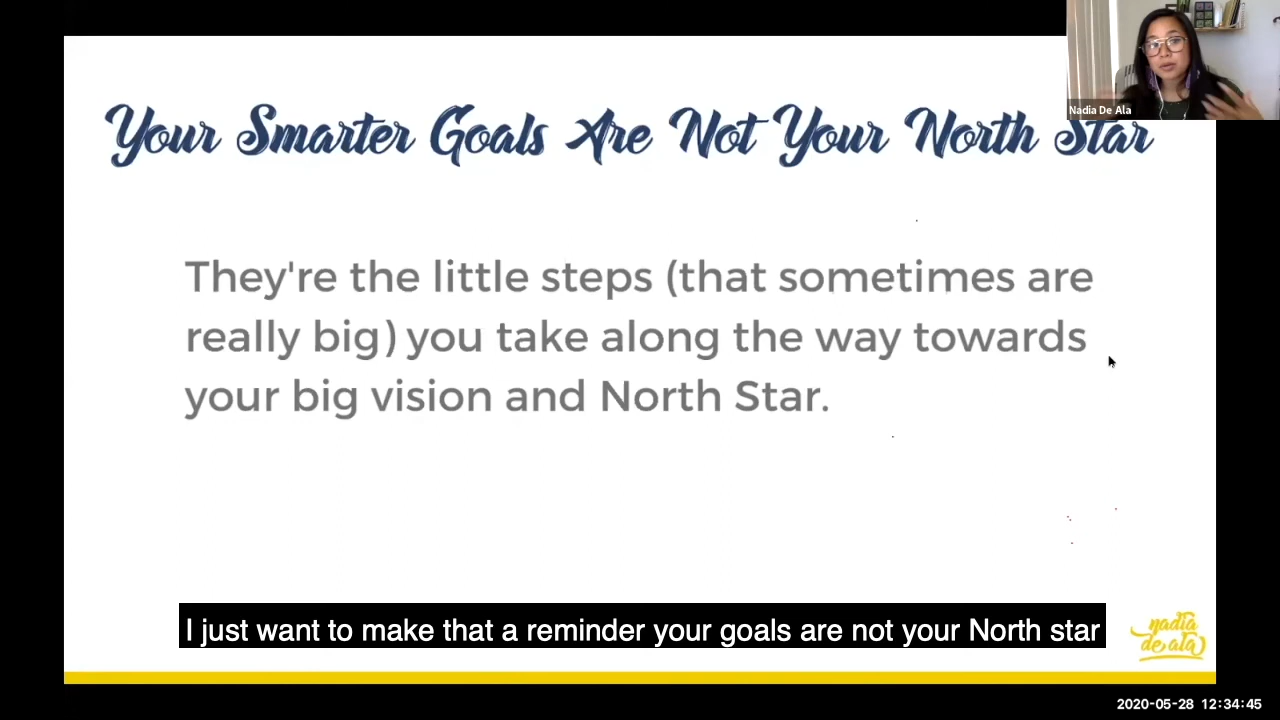 Nadia De Ala
Your Smarter Goals Are Not Your North Star
They're the little steps (that sometimes are
really big) you take along the way towards
your big vision and North Star.
I just want to make that a reminder your goals are not your North star
nadia
de ala
2020-05-28 12:34:45